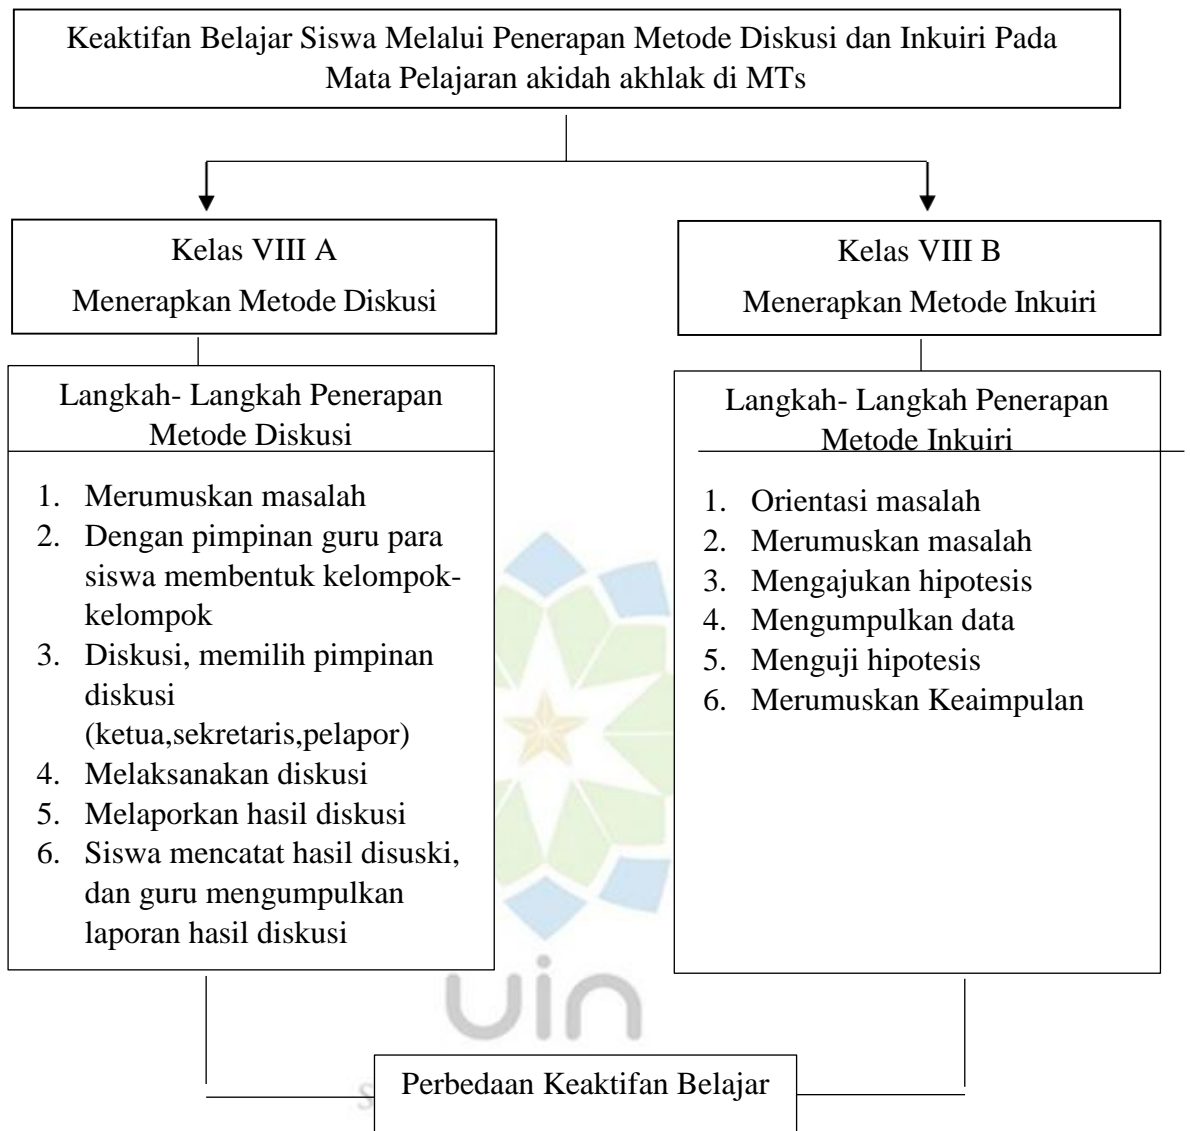 Keaktifan Belajar Siswa Melalui Penerapan Metode Diskusi dan Inkuiri Pada
Mata Pelajaran akidah akhlak di MTs
Kelas VIII A
Menerapkan Metode Diskusi
Kelas VIII B
Menerapkan Metode Inkuiri
Langkah- Langkah Penerapan
Metode Diskusi
1. Merumuskan masalah
2. Dengan pimpinan guru para
siswa membentuk kelompok-
kelompok
3. Diskusi, memilih pimpinan
diskusi
(ketua,sekretaris,pelapor)
4. Melaksanakan diskusi
5. Melaporkan hasil diskusi
6. Siswa mencatat hasil disuski,
dan guru mengumpulkan
laporan hasil diskusi
Langkah- Langkah Penerapan
Metode Inkuiri
1. Orientasi masalah
2. Merumuskan masalah
3. Mengajukan hipotesis
4. Mengumpulkan data
5. Menguji hipotesis
6. Merumuskan Keaimpulan
uin
Perbedaan Keaktifan Belajar